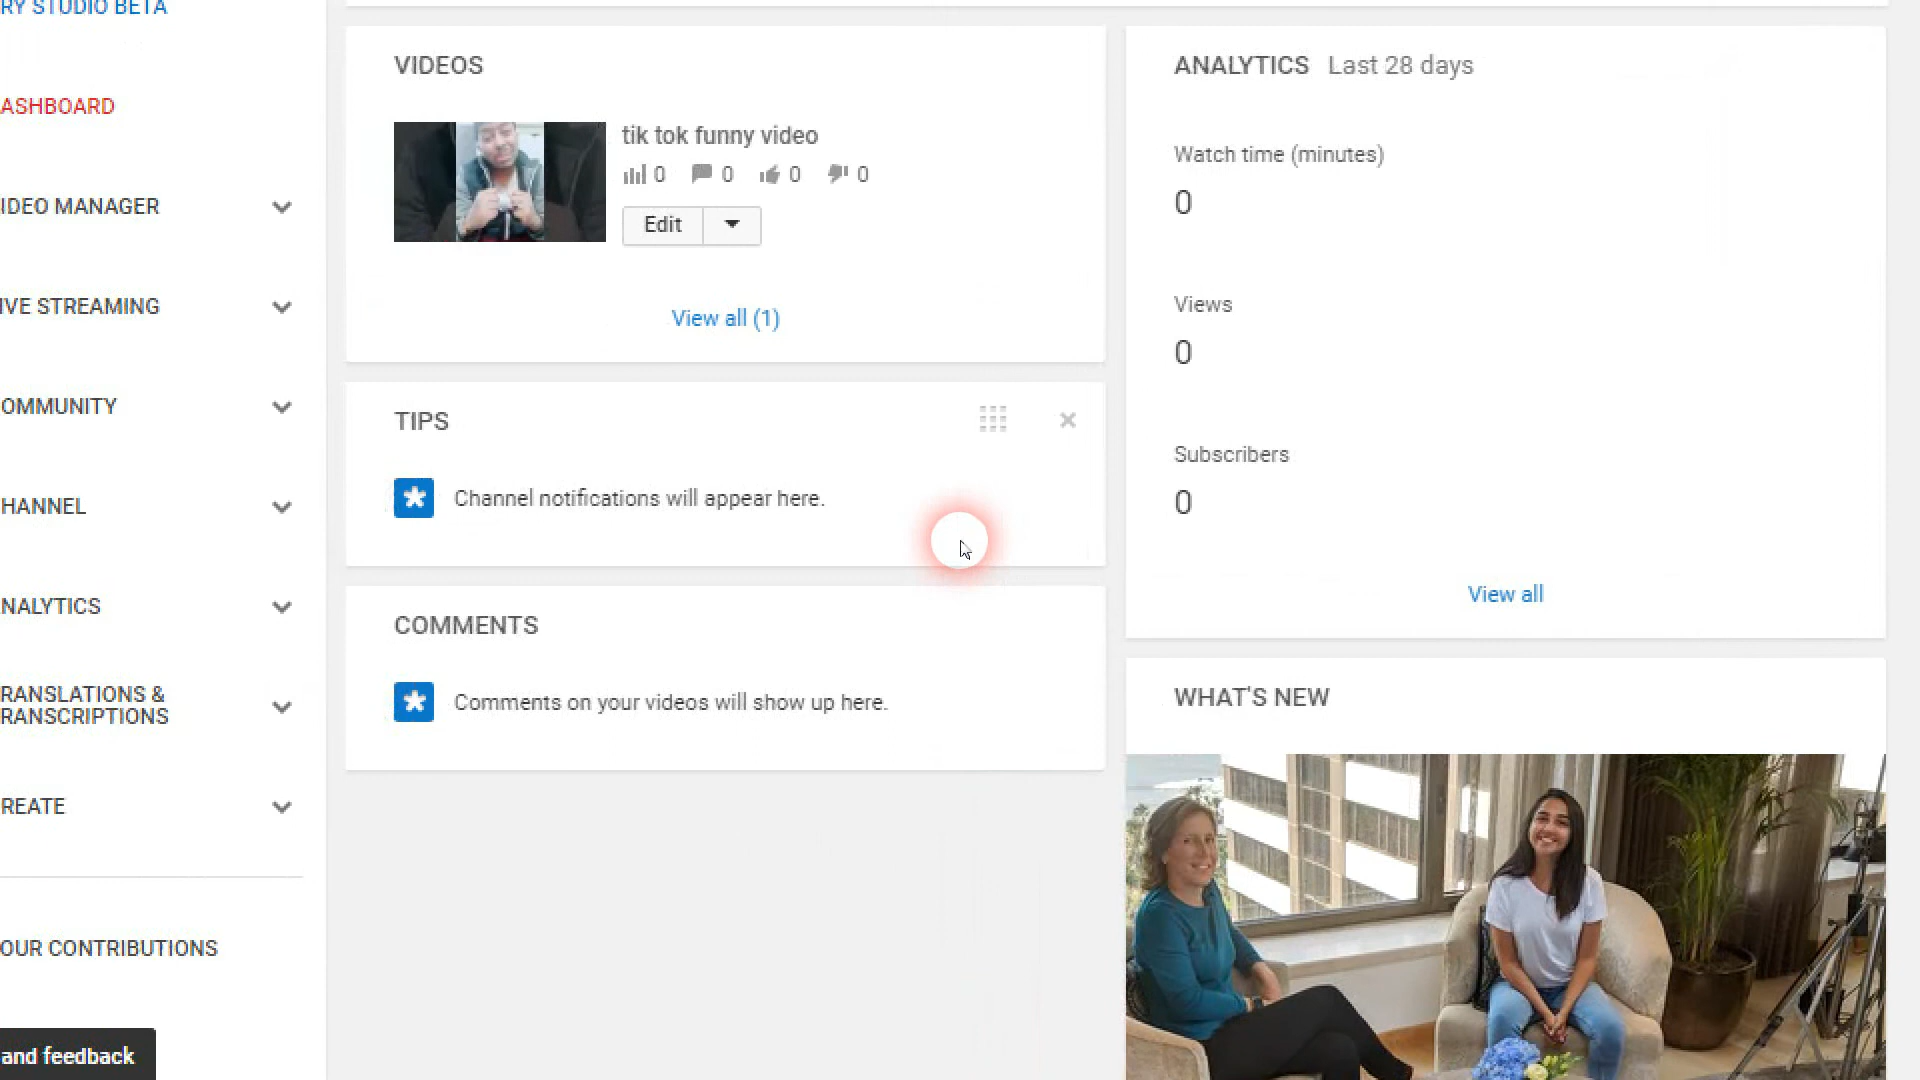 RY STUDIO BETA
ASHBOARD
IDEO MANAGER
IVE STREAMING
OMMUNITY
HANNEL
NALYTICS
RANSLATIONS &
RANSCRIPTIONS
REATE
OUR CONTRIBUTIONS
and feedback
VIDEOS
tik tok funny video
0 0 0 0
Edit
View all (1)
TIPS
Channel notifications will appear here.
COMMENTS
Comments on your videos will show up here.
ANALYTICS Last 28 days
Watch time (minutes)
0
Views
0
Subscribers
0
View all
WHAT'S NEW